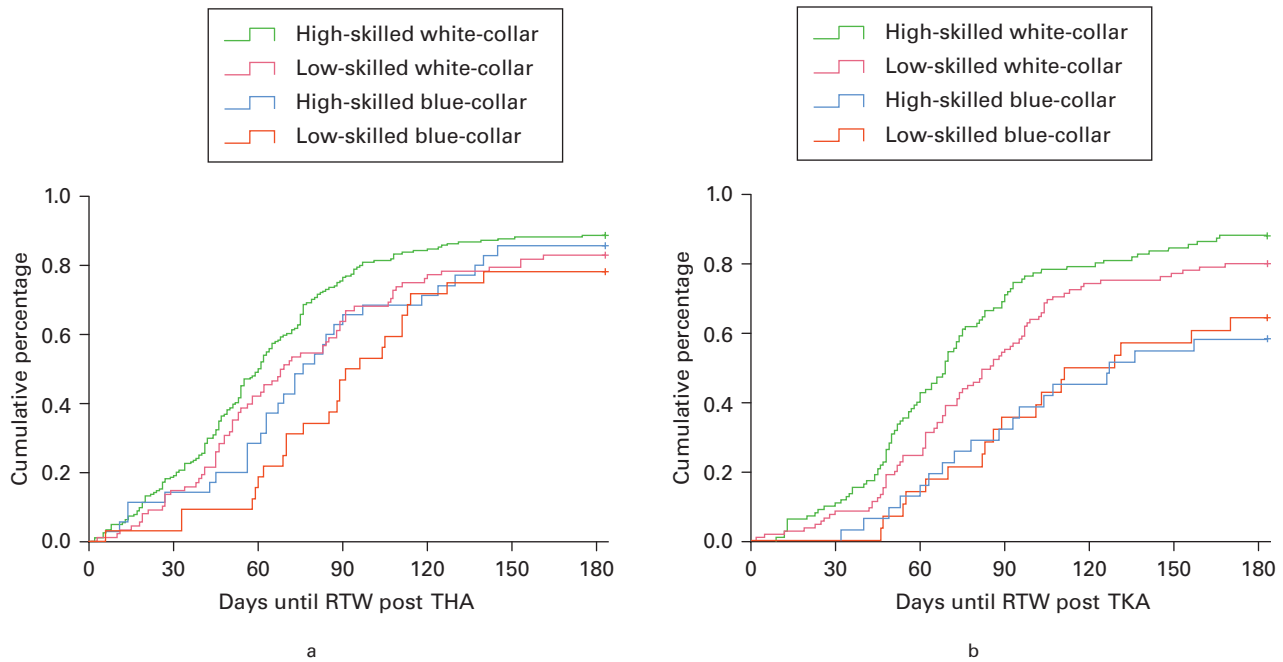 High-skilled white-collar
Low-skilled white-collar
High-skilled blue-collar
Low-skilled blue-collar
1.0
0.8
0.6
0.4
0.2
0.0
Cumulative percentage
0 30 60 90 120 150 180
Days until RTW post THA
a
High-skilled white-collar
Low-skilled white-collar
High-skilled blue-collar
Low-skilled blue-collar
1.0
0.8
0.6
0.4
0.2
0.0
Cumulative percentage
0 30 60 90 120 150 180
Days until RTW post TKA
b